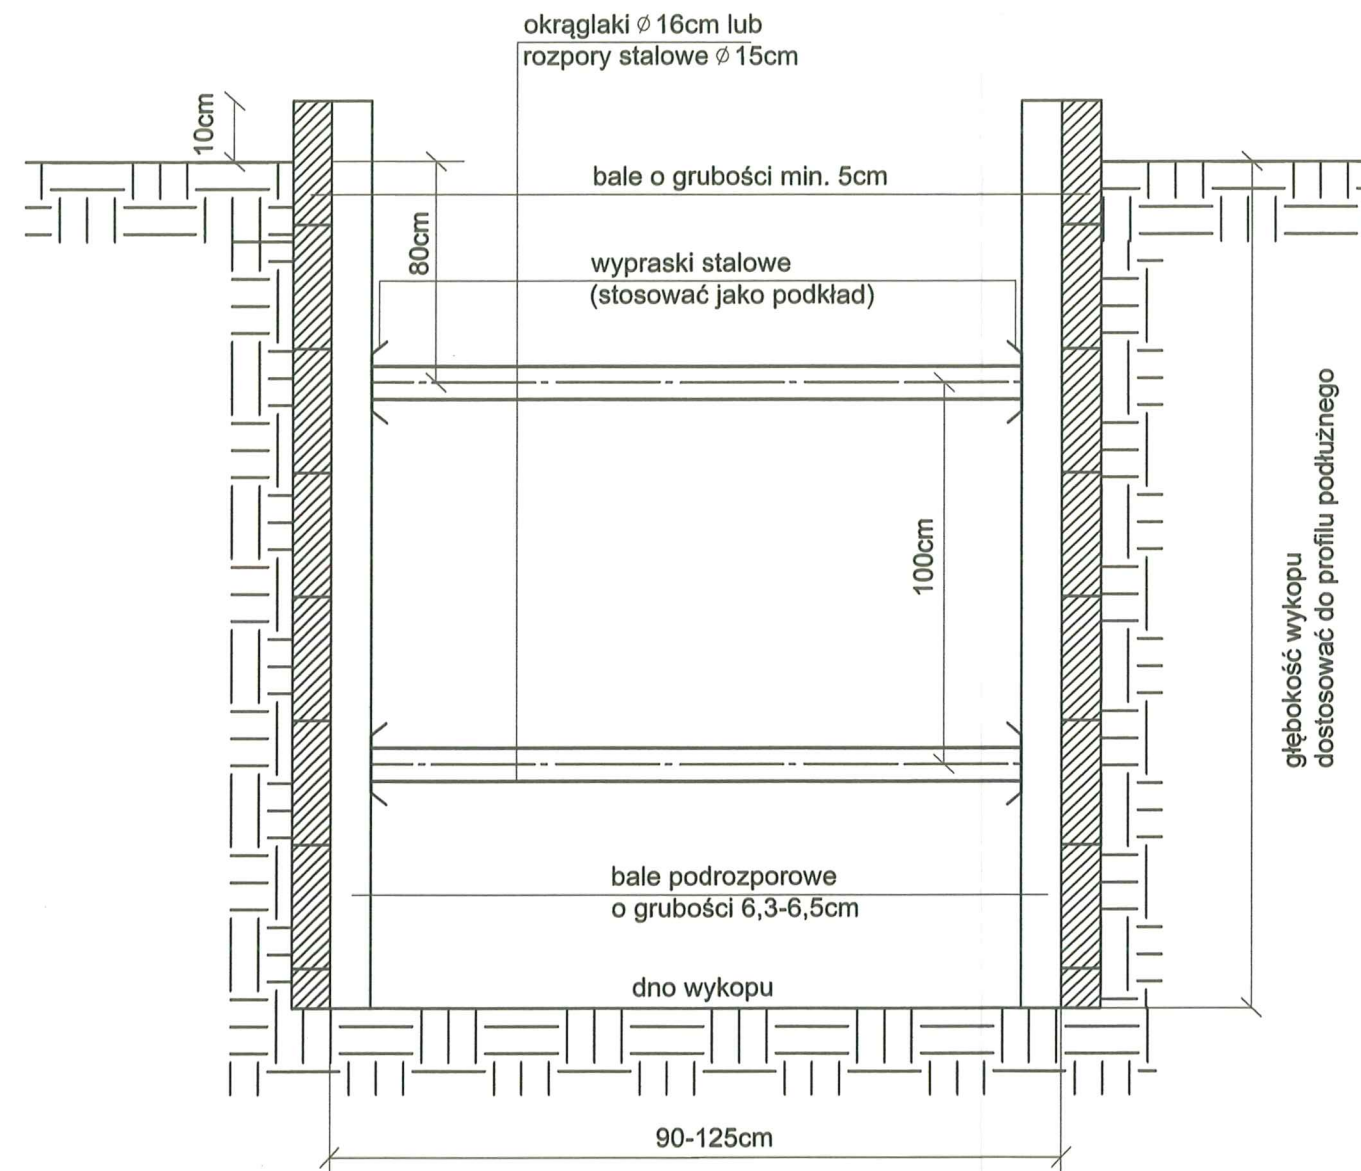 okrąglaki ⌀ 16cm lub
rozpory stalowe ⌀ 15cm
10cm
bale o grubości min. 5cm
80cm
wypraski stalowe
(stosować jako podkład)
100cm
głębokość wykopu
dostosować do profilu podłużnego
bale podrozporowe
o grubości 6,3-6,5cm
dno wykopu
90-125cm